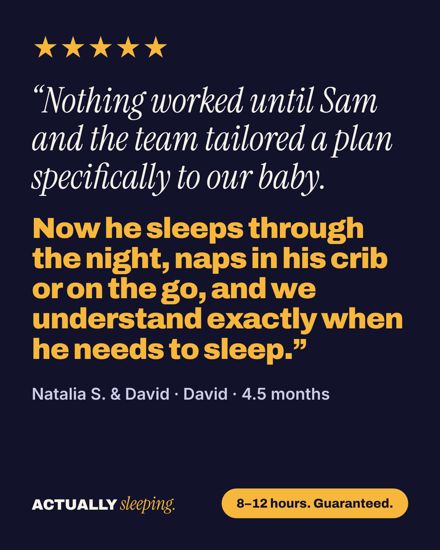 “Nothing worked until Sam
and the team tailored a plan
specifically to our baby.
Now he sleeps through
the night, naps in his crib
or on the go, and we
understand exactly when
he needs to sleep.”
Natalia S. & David · David · 4.5 months
ACTUALLY sleeping.
8–12 hours. Guaranteed.